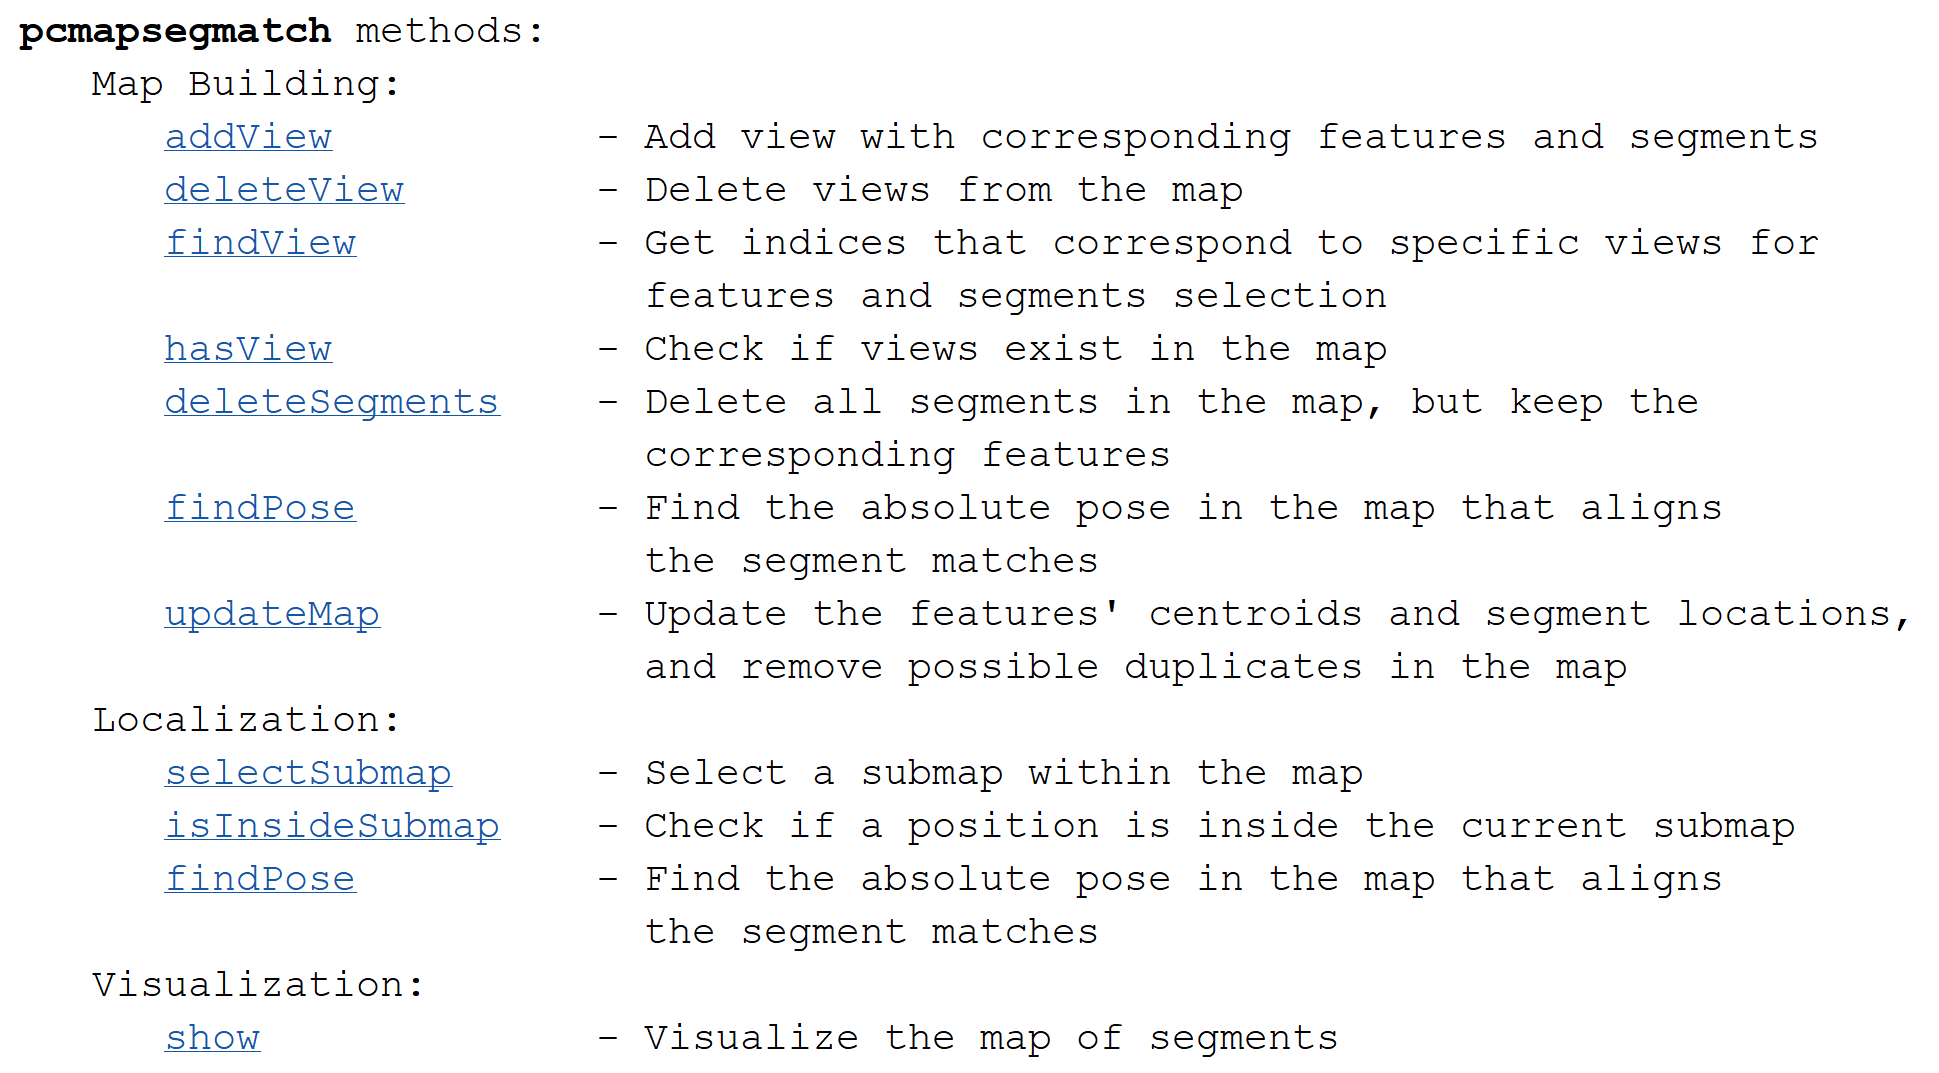 pcmapsegmatch methods:
Map Building:
addView - Add view with corresponding features and segments
deleteView - Delete views from the map
findView - Get indices that correspond to specific views for
features and segments selection
hasView - Check if views exist in the map
deleteSegments - Delete all segments in the map, but keep the
corresponding features
findPose - Find the absolute pose in the map that aligns
the segment matches
updateMap - Update the features' centroids and segment locations,
and remove possible duplicates in the map
Localization:
selectSubmap - Select a submap within the map
isInsideSubmap - Check if a position is inside the current submap
findPose - Find the absolute pose in the map that aligns
the segment matches
Visualization:
show - Visualize the map of segments